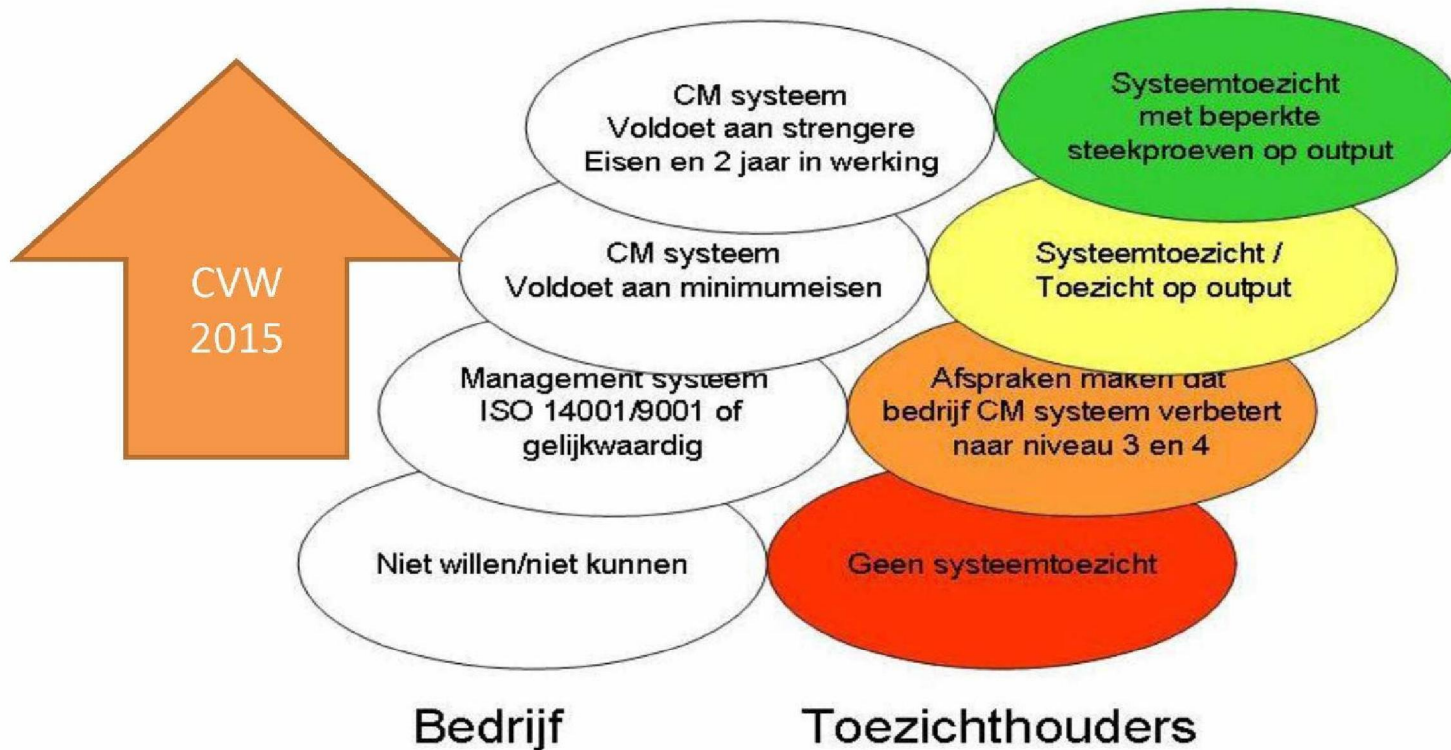 CM systeem
Voldoet aan strengere
Eisen en 2 jaar in werking
Systeemtoezicht
met beperkte
steekproeven op output
CVW
2015
CM systeem
Voldoet aan minimumeisen
Systeemtoezicht /
Toezicht op output
Management systeem
ISO 14001/9001 of
gelijkwaardig
Afspraken maken dat
bedrijf CM systeem verbetert
naar niveau 3 en 4
Niet willen/niet kunnen
Geen systeemtoezicht
Bedrijf
Toezichthouders